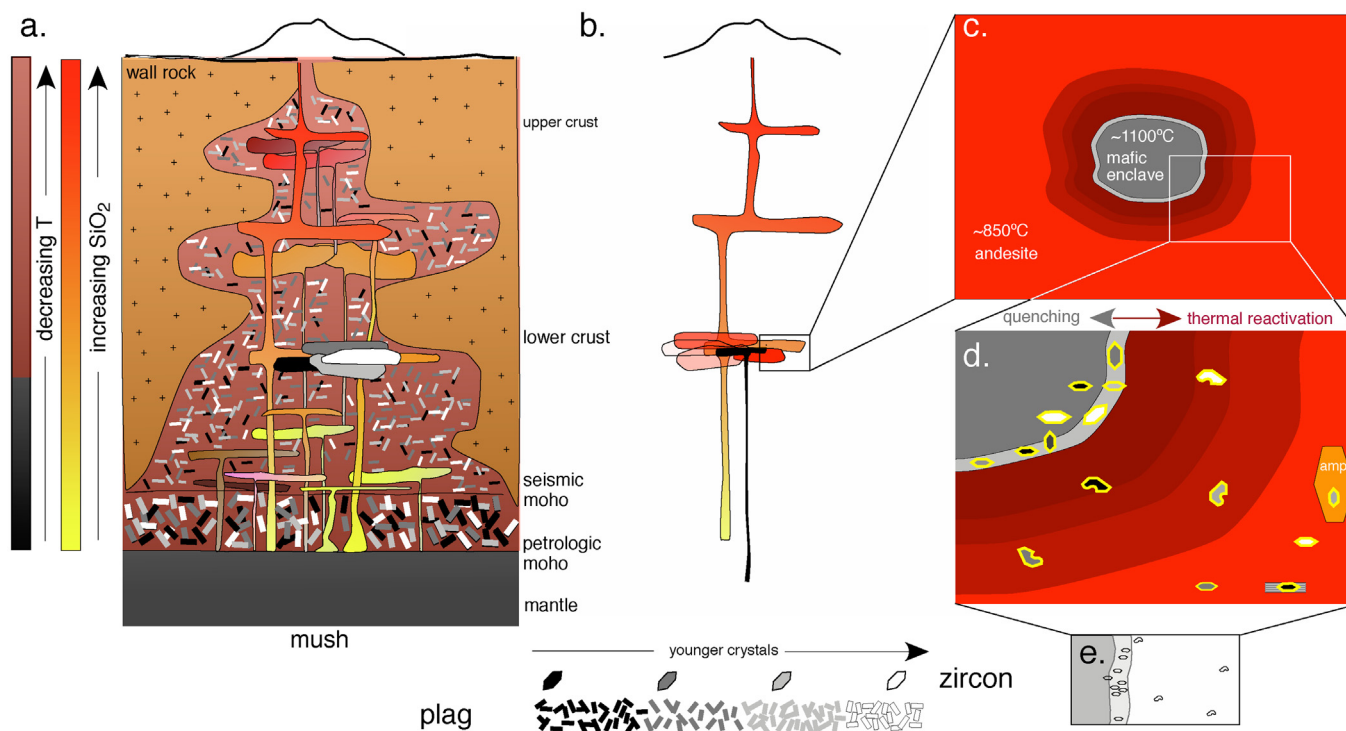 a.
b.
c.
d.
e.
decreasing T
increasing SiO2
wall rock
upper crust
lower crust
seismic
moho
petrologic
moho
mantle
mush
~1100ºC
mafic
enclave
~850ºC
andesite
quenching
thermal reactivation
amp
younger crystals
zircon
plag